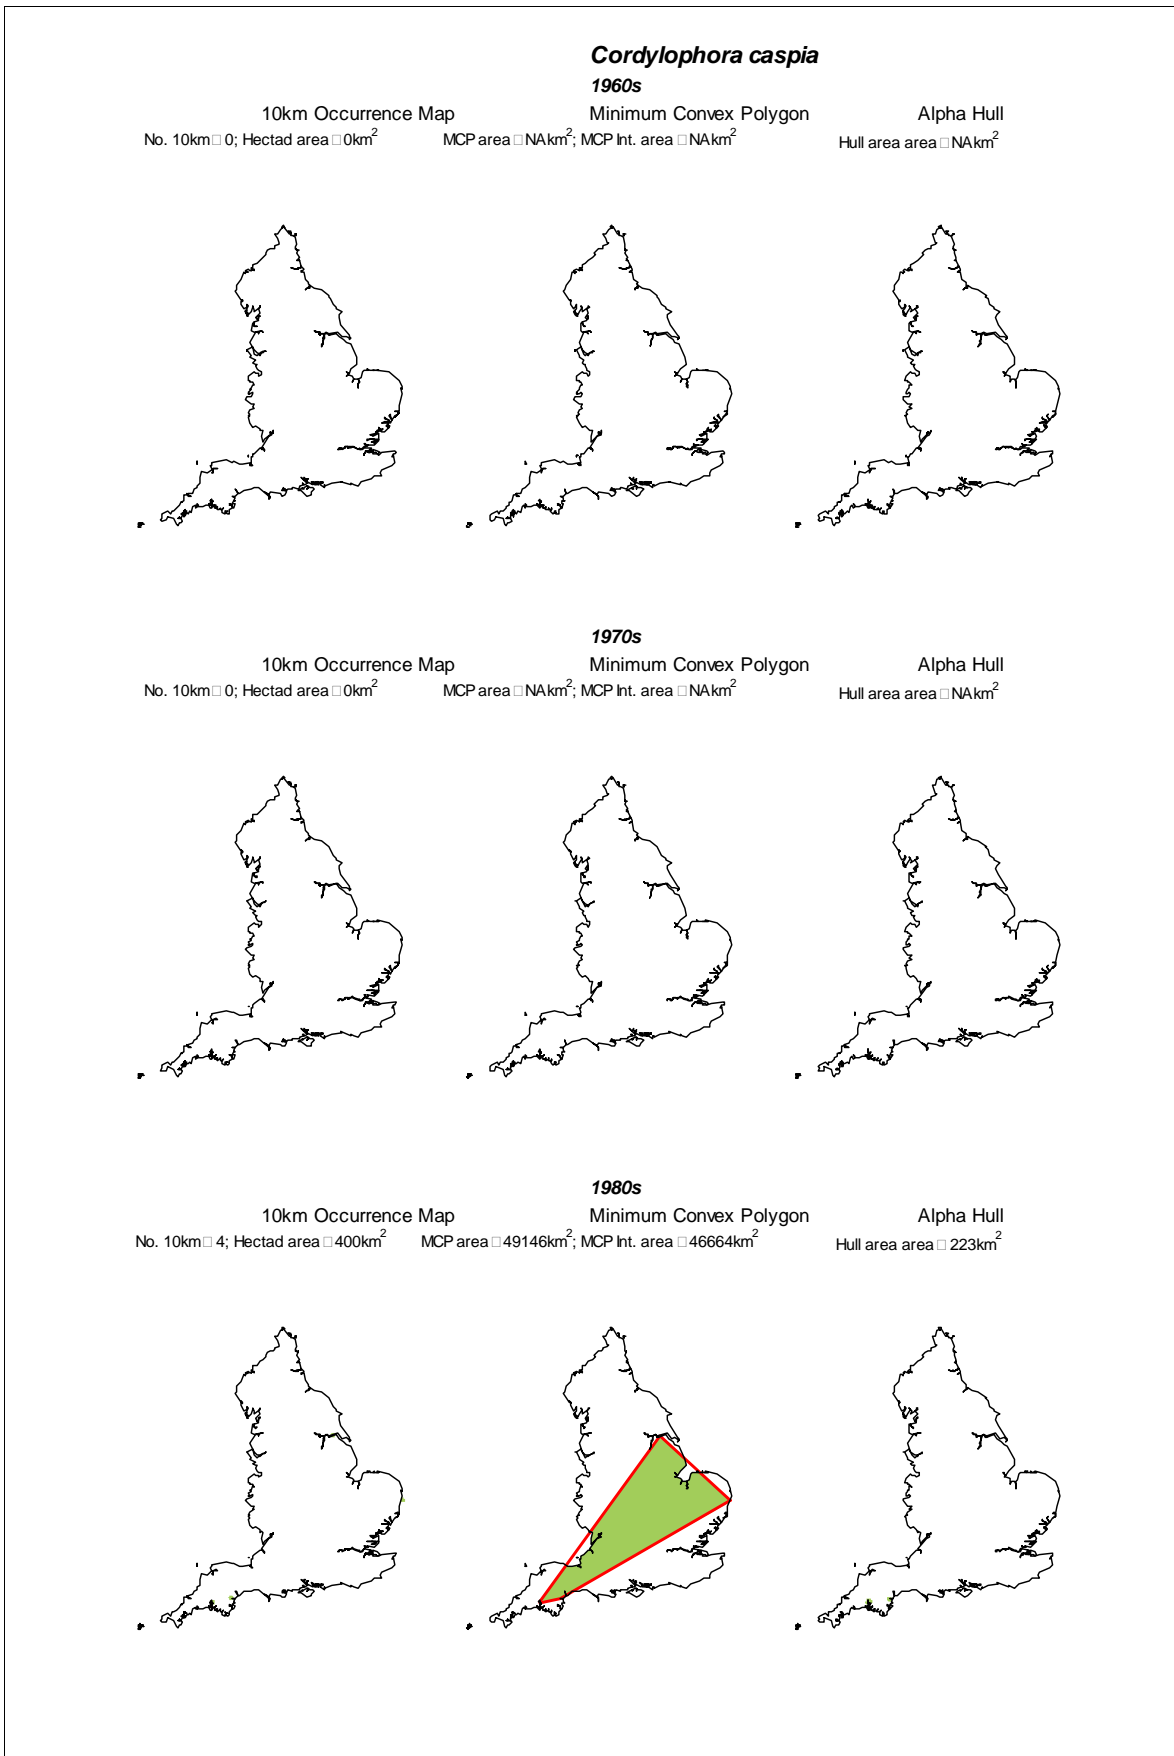 Cordylophora caspia
1960s
10km Occurrence Map Minimum Convex Polygon Alpha Hull
No. 10km□0; Hectad area□0km² MCP area□NAkm²; MCP Int. area□NAkm² Hull area area□NAkm²
1970s
10km Occurrence Map Minimum Convex Polygon Alpha Hull
No. 10km□0; Hectad area□0km² MCP area□NAkm²; MCP Int. area□NAkm² Hull area area□NAkm²
1980s
10km Occurrence Map Minimum Convex Polygon Alpha Hull
No. 10km□4; Hectad area□400km² MCP area□49146km²; MCP Int. area□46664km² Hull area area□223km²